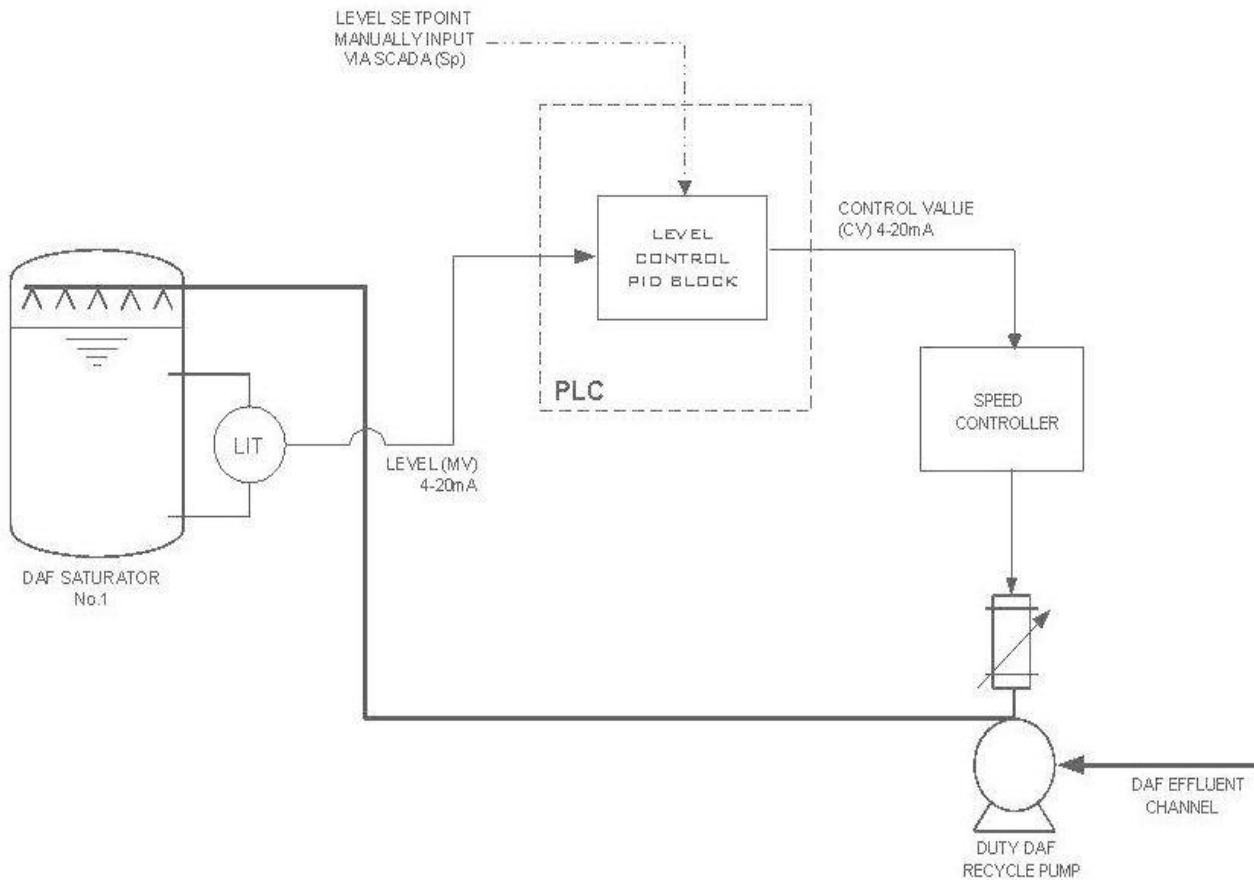 LEVEL SETPOINT
MANUALLY INPUT
VIA SCADA (Sp)
LEVEL
CONTROL
PID BLOCK
CONTROL VALUE
(CV) 4-20mA
PLC
SPEED
CONTROLLER
LIT
LEVEL (MV)
4-20mA
DAF SATURATOR
No.1
DAF EFFLUENT
CHANNEL
DUTY DAF
RECYCLE PUMP